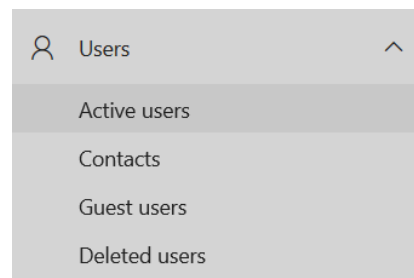 Users
Active users
Contacts
Guest users
Deleted users